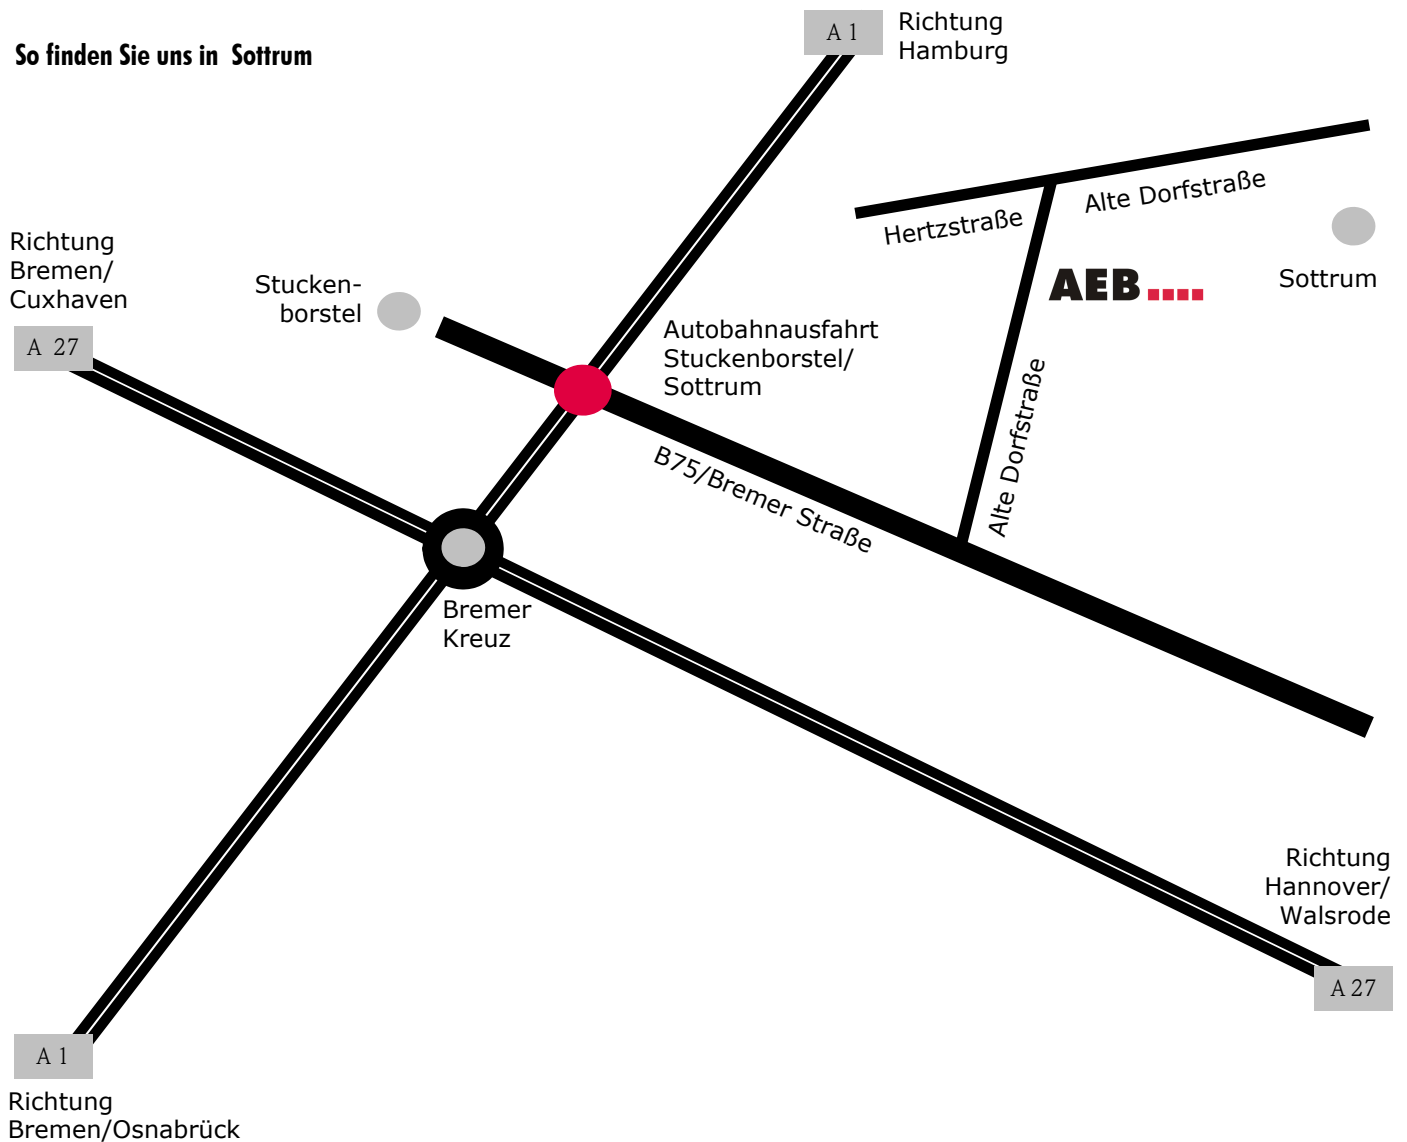 So finden Sie uns in Sottrum
A 1
Richtung
Hamburg
Hertzstraße
Alte Dorfstraße
Sottrum
AEB
Richtung
Bremen/
Cuxhaven
A 27
Stucken-
borstel
Autobahnausfahrt
Stuckenborstel/
Sottrum
B75/Bremer Straße
Alte Dorfstraße
Bremer
Kreuz
Richtung
Hannover/
Walsrode
A 27
A 1
Richtung
Bremen/Osnabrück